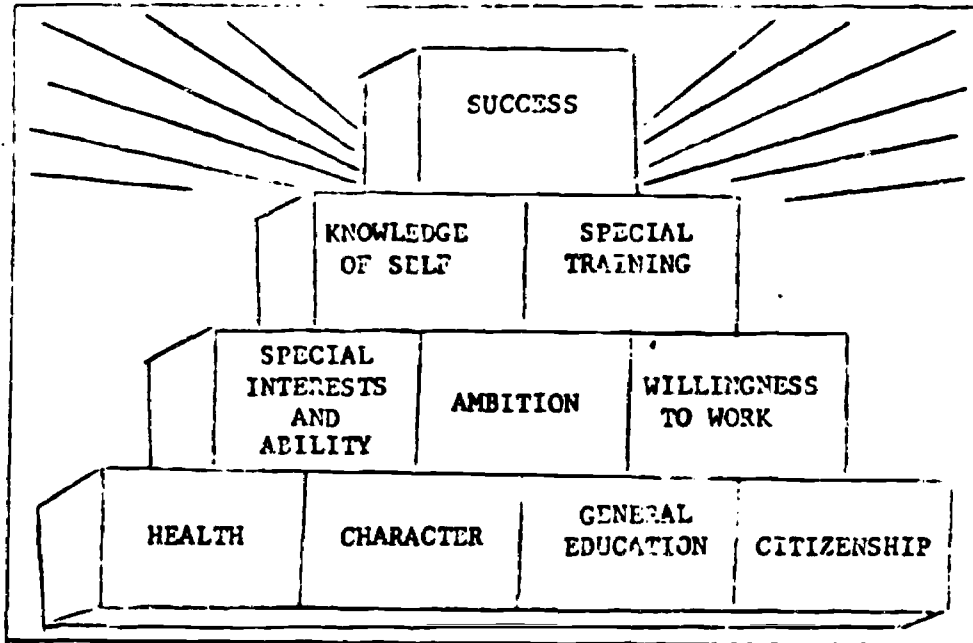 SUCCESS
KNOWLEDGE
OF SELF
SPECIAL
TRAINING
SPECIAL
INTERESTS
AND
ABILITY
AMBITION
WILLINGNESS
TO WORK
HEALTH
CHARACTER
GENERAL
EDUCATION
CITIZENSHIP